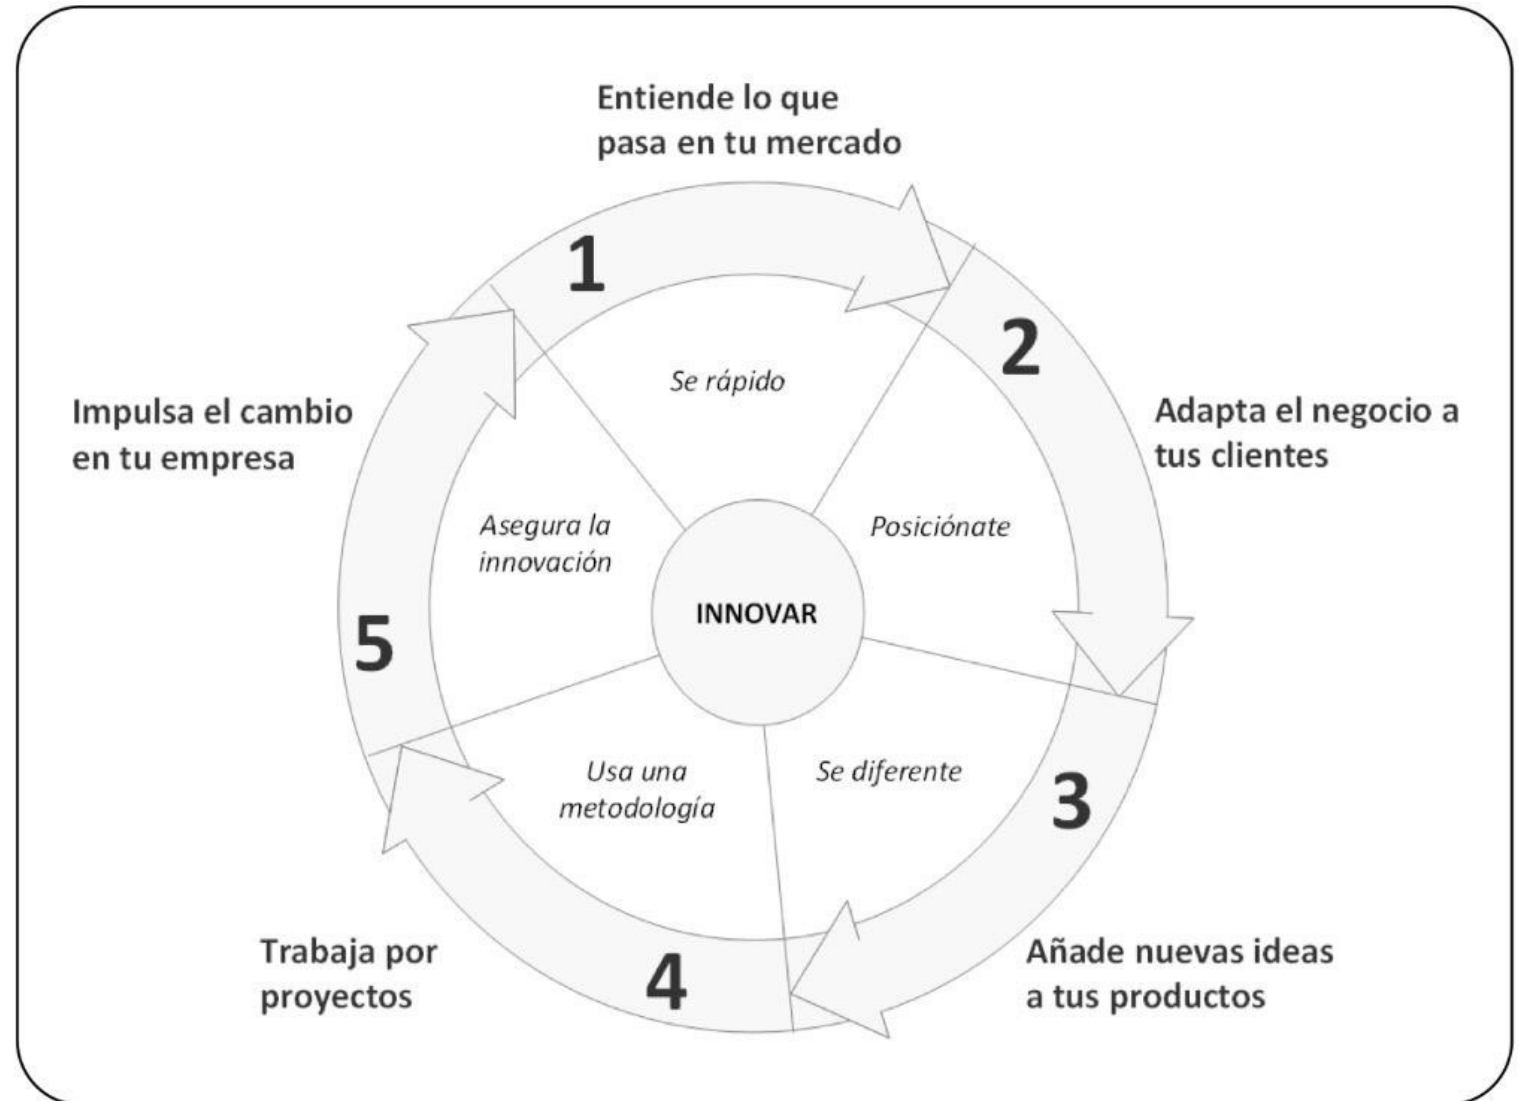 Entiende lo que
pasa en tu mercado
1
2
Se rápido
Adapta el negocio a
tus clientes
Impulsa el cambio
en tu empresa
Asegura la
innovación
Posiciónate
INNOVAR
5
Usa una
metodología
Se diferente
3
Trabaja por
proyectos
4
Añade nuevas ideas
a tus productos